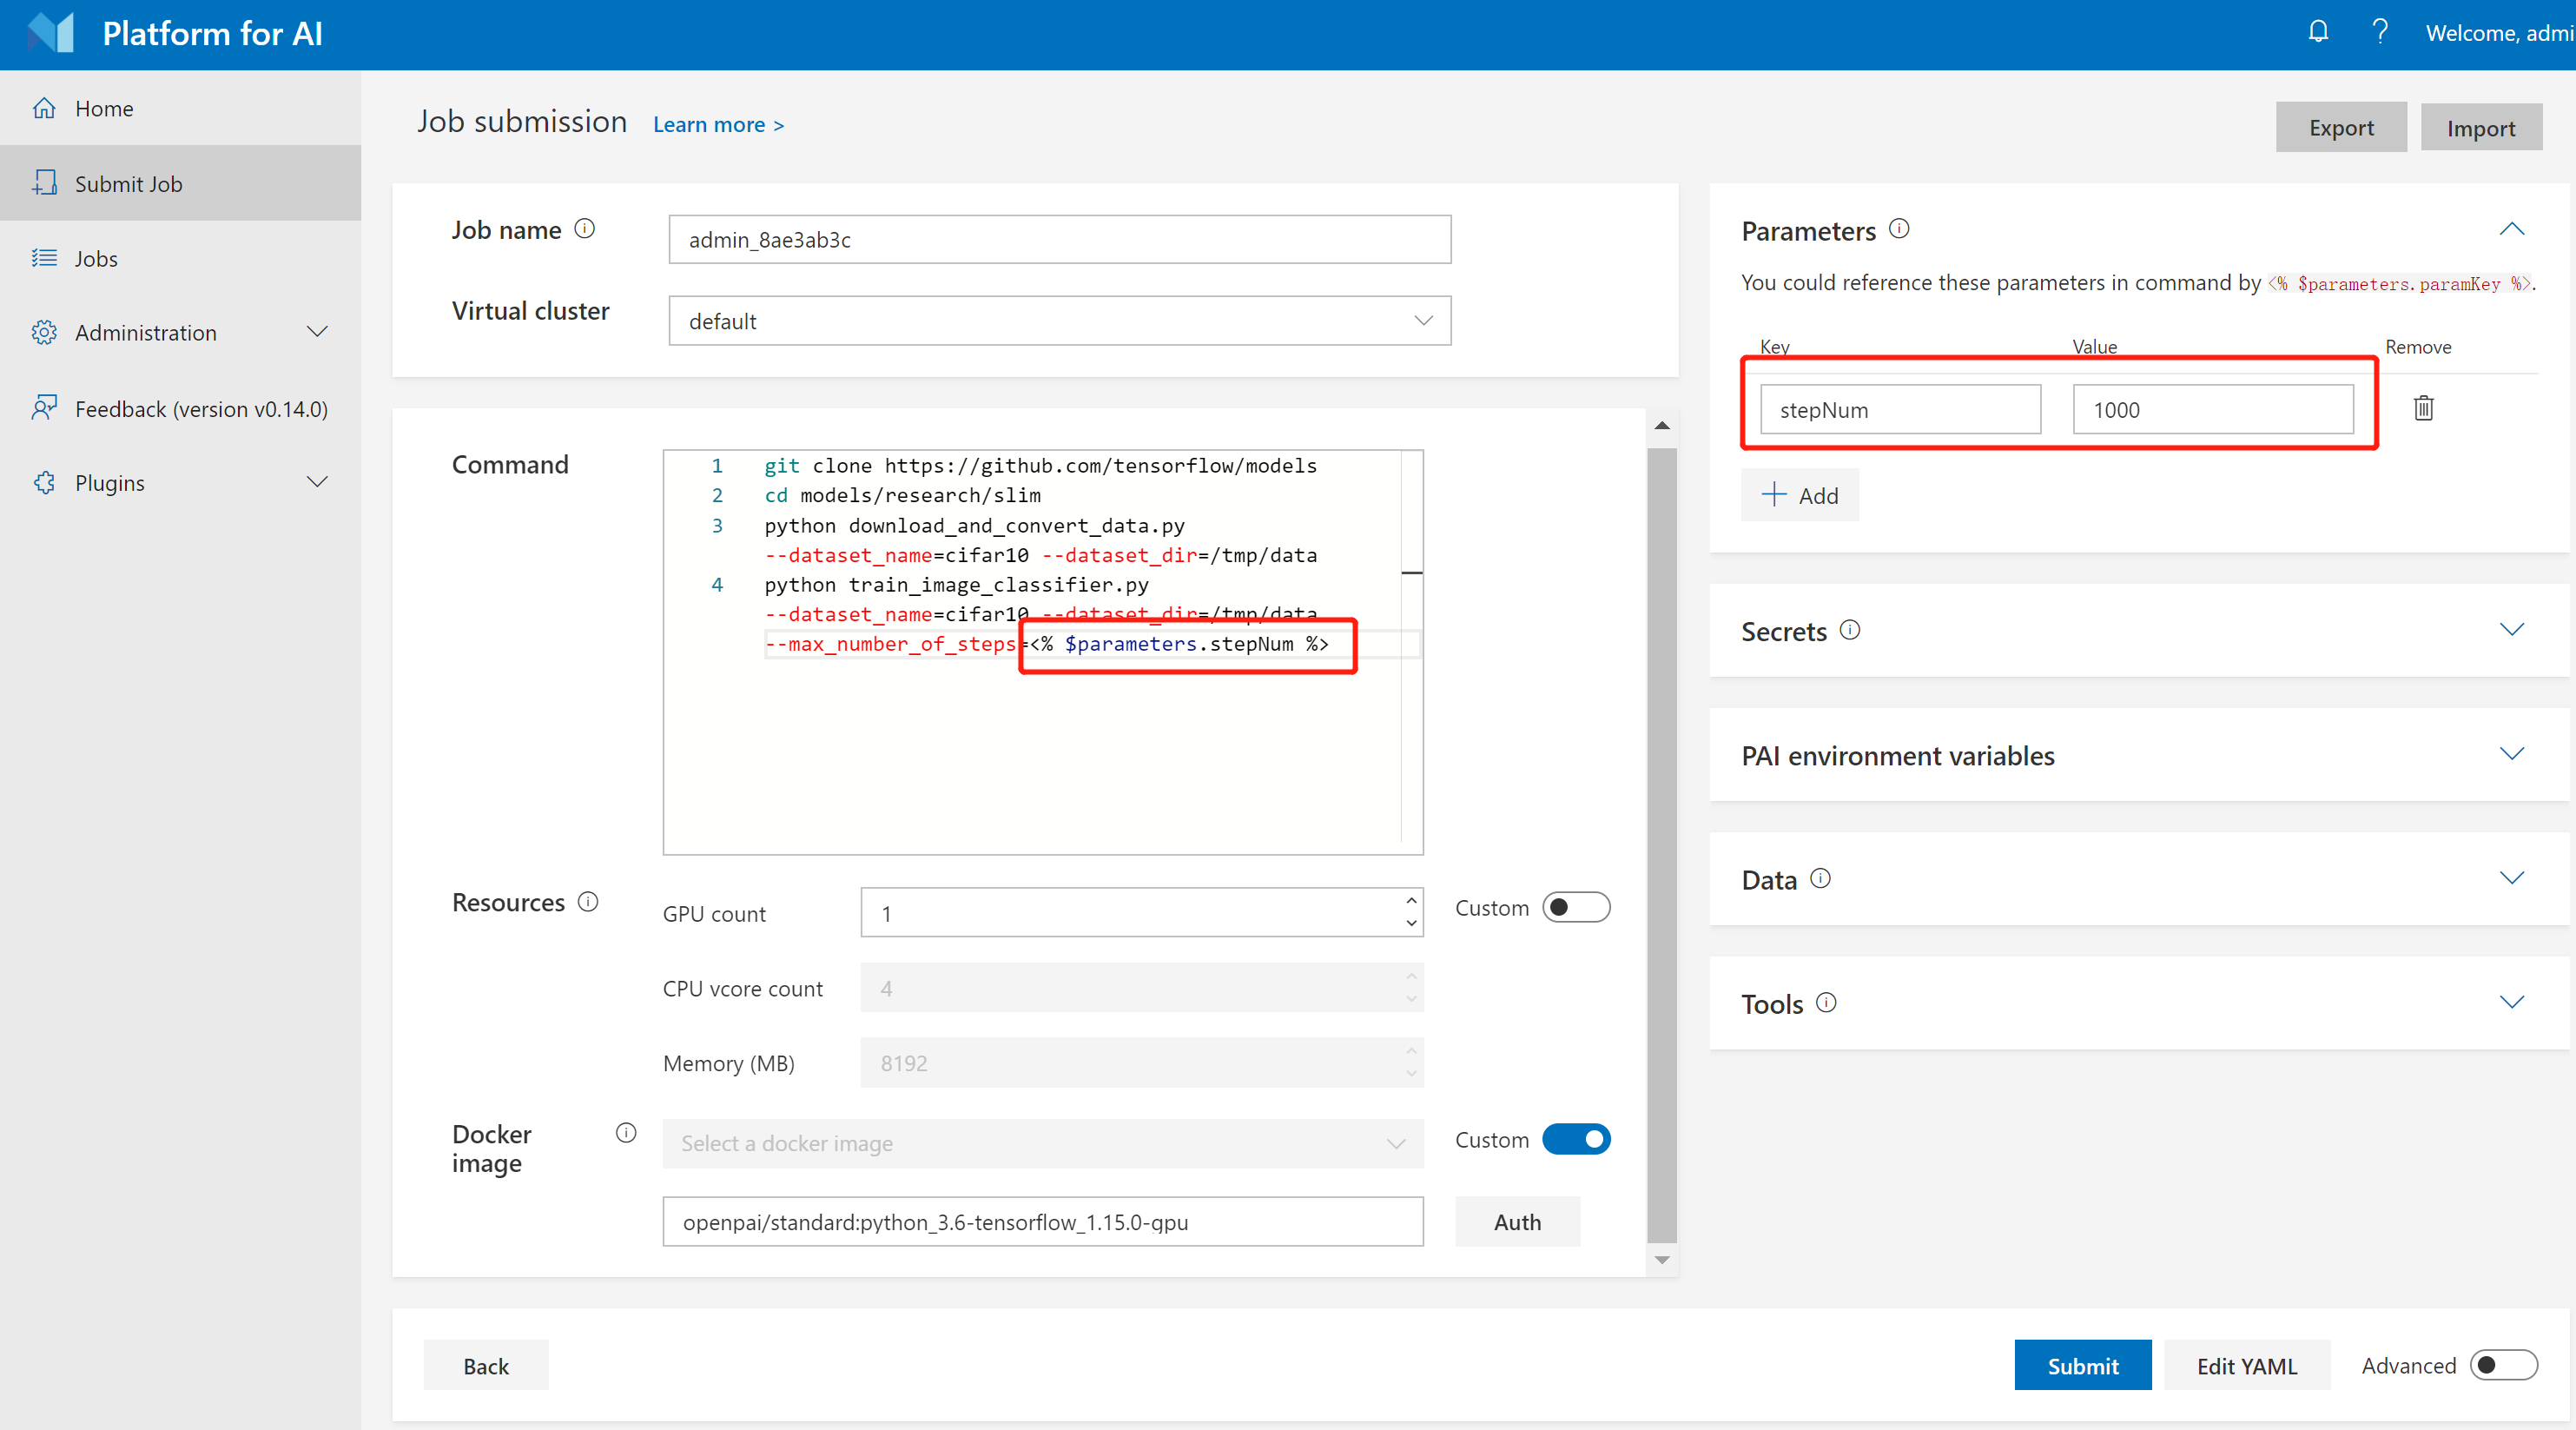 Platform for AI
Welcome, admi
Home
Submit Job
Jobs
Administration
Feedback (version v0.14.0)
Plugins
Job submission
Learn more >
Export
Import
Job name
admin_8ae3ab3c
Virtual cluster
default
Command
1 git clone https://github.com/tensorflow/models
2 cd models/research/slim
3 python download_and_convert_data.py
--dataset_name=cifar10 --dataset_dir=/tmp/data
4 python train_image_classifier.py
--dataset_name=cifar10 --dataset_dir=/tmp/data
--max_number_of_steps=<% $parameters.stepNum %>
Resources
GPU count
1
Custom
CPU vcore count
4
Memory (MB)
8192
Docker
image
Select a docker image
Custom
openpai/standard:python_3.6-tensorflow_1.15.0-gpu
Auth
Parameters
You could reference these parameters in command by <% $parameters.paramKey %>.
Key
Value
Remove
stepNum
1000
Add
Secrets
PAI environment variables
Data
Tools
Back
Submit
Edit YAML
Advanced